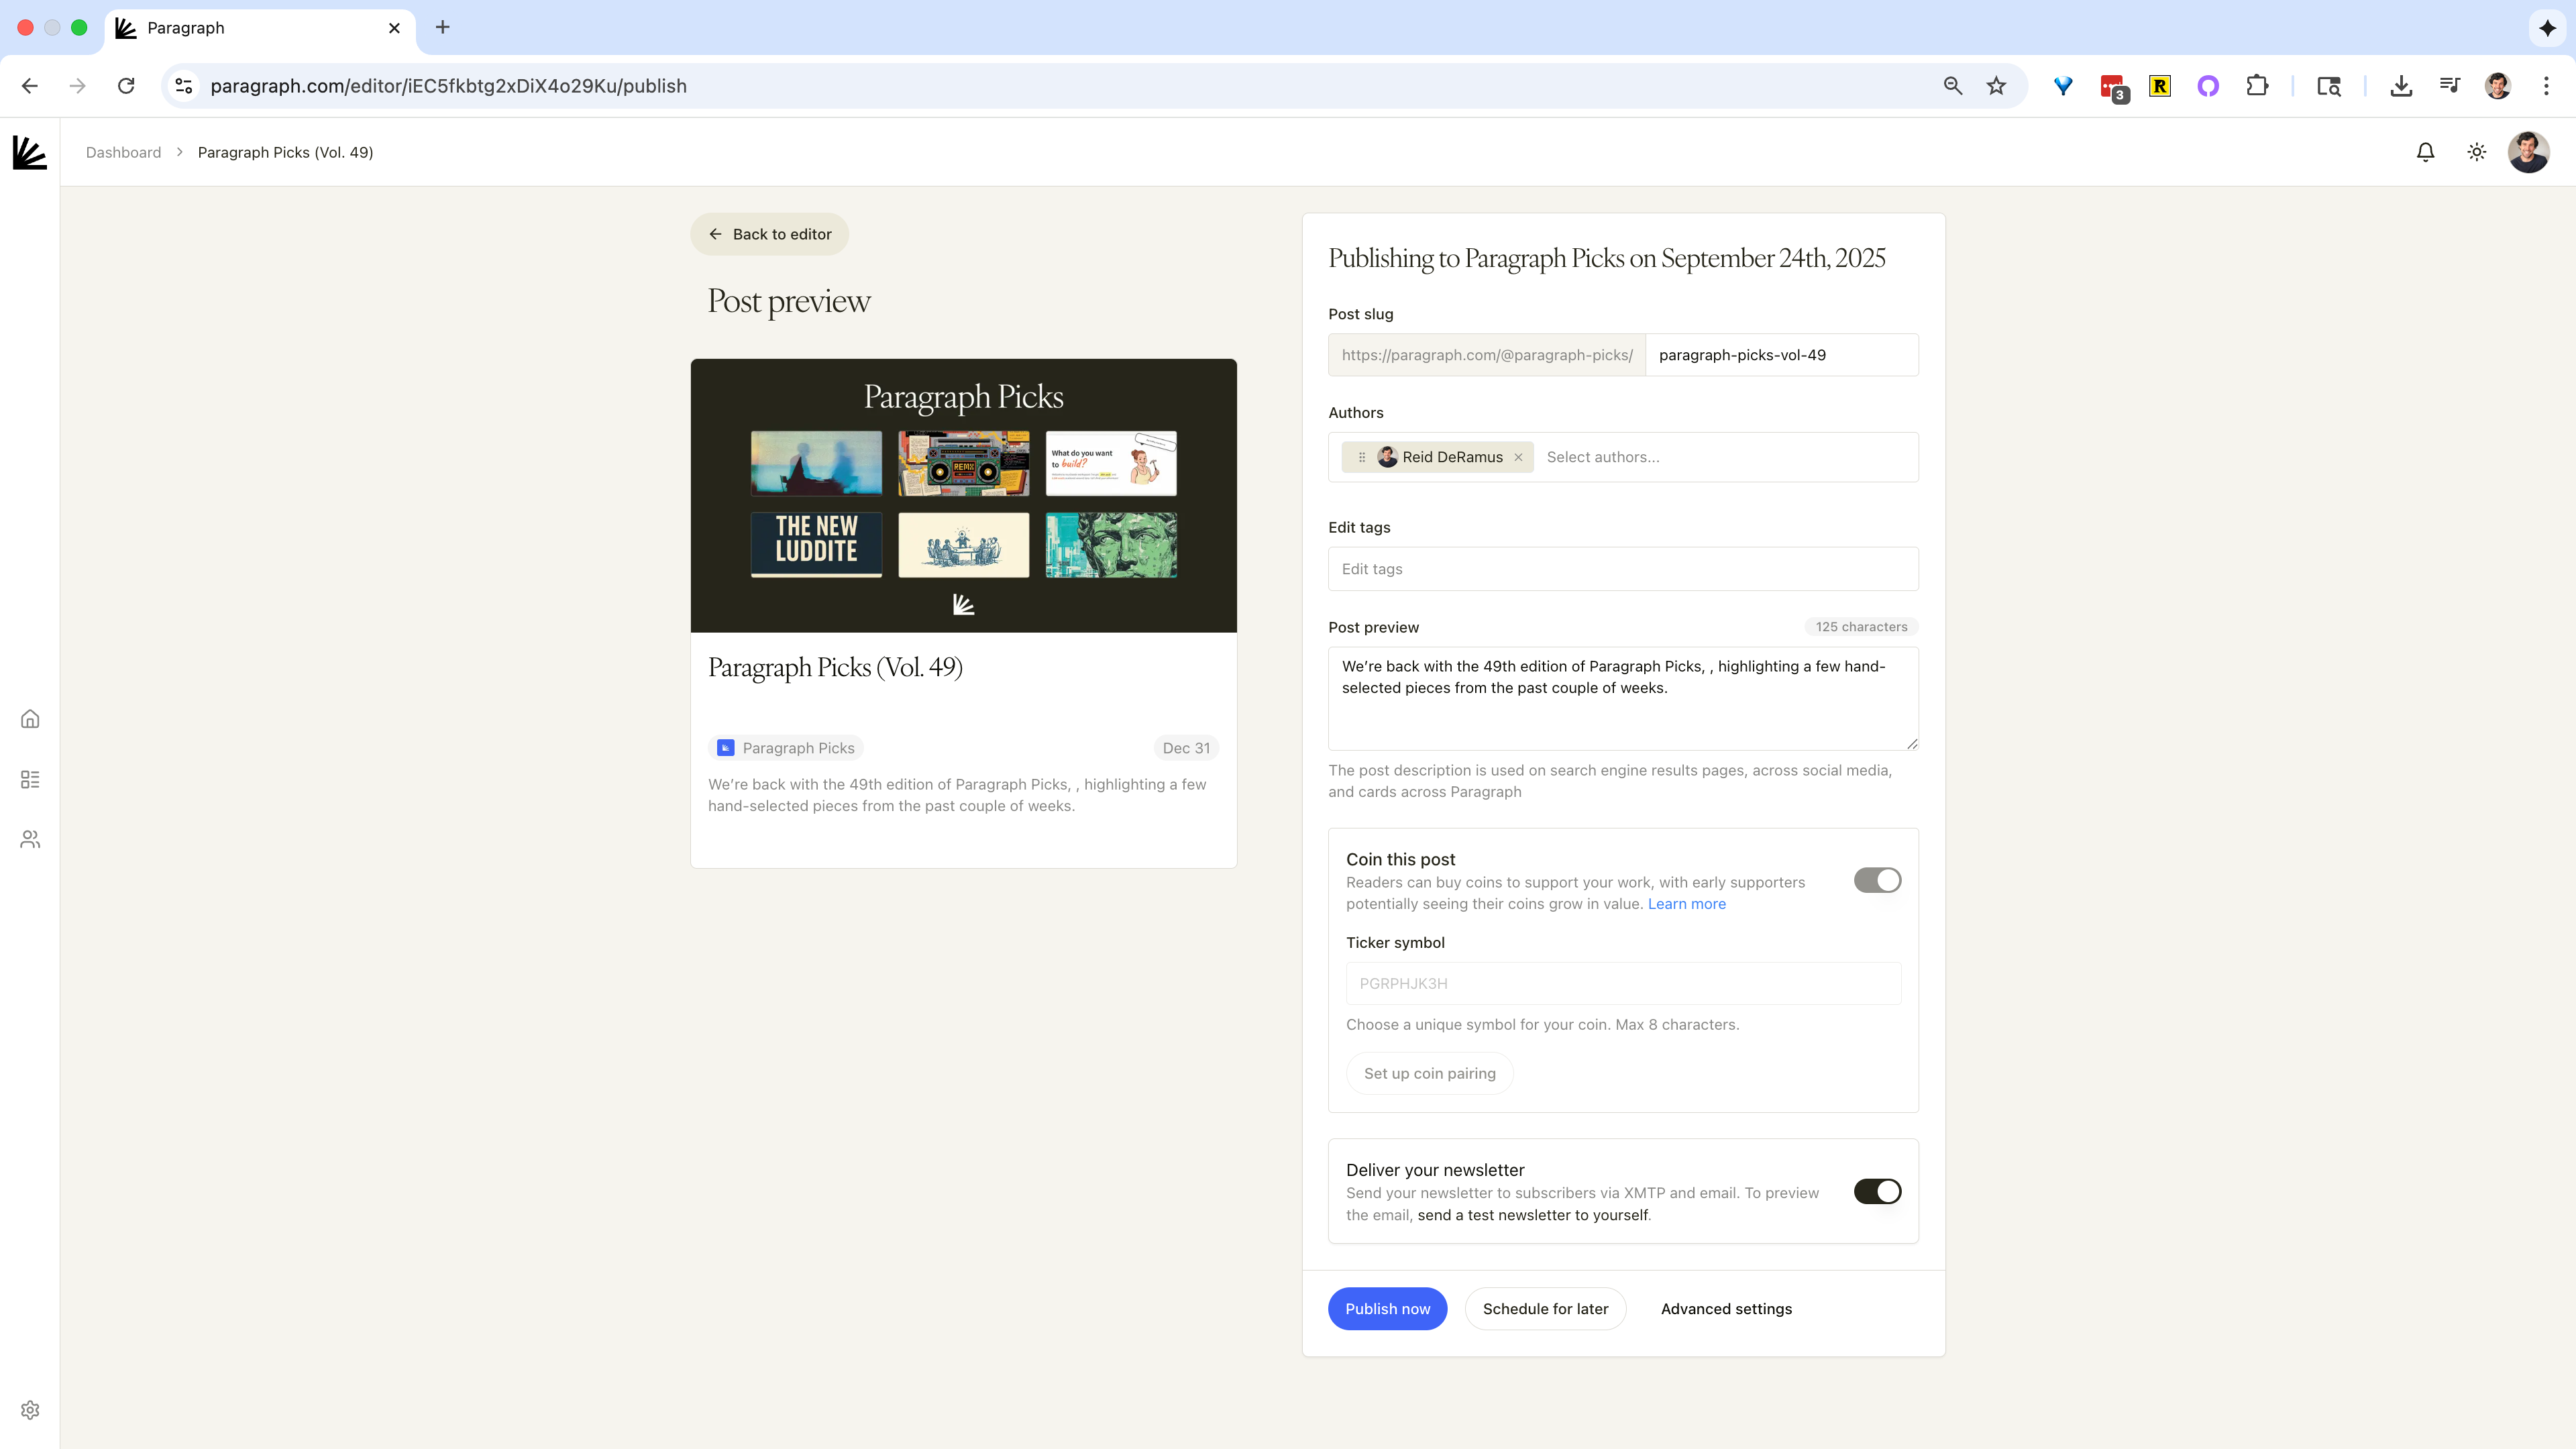 Paragraph
paragraph.com/editor/iEC5fkbtg2xDiX4o29Ku/publish
3
R
Dashboard > Paragraph Picks (Vol. 49)
Back to editor
Post preview
Paragraph Picks
REMX
What do you want
to build?
THE NEW
LUDDITE
Paragraph Picks (Vol. 49)
Paragraph Picks
Dec 31
We’re back with the 49th edition of Paragraph Picks, , highlighting a few
hand-selected pieces from the past couple of weeks.
Publishing to Paragraph Picks on September 24th, 2025
Post slug
https://paragraph.com/@paragraph-picks/
paragraph-picks-vol-49
Authors
Reid DeRamus
Select authors...
Edit tags
Edit tags
Post preview
125 characters
We’re back with the 49th edition of Paragraph Picks, , highlighting a few hand-
selected pieces from the past couple of weeks.
The post description is used on search engine results pages, across social media,
and cards across Paragraph
Coin this post
Readers can buy coins to support your work, with early supporters
potentially seeing their coins grow in value. Learn more
Ticker symbol
PGRPHJK3H
Choose a unique symbol for your coin. Max 8 characters.
Set up coin pairing
Deliver your newsletter
Send your newsletter to subscribers via XMTP and email. To preview
the email, send a test newsletter to yourself.
Publish now
Schedule for later
Advanced settings